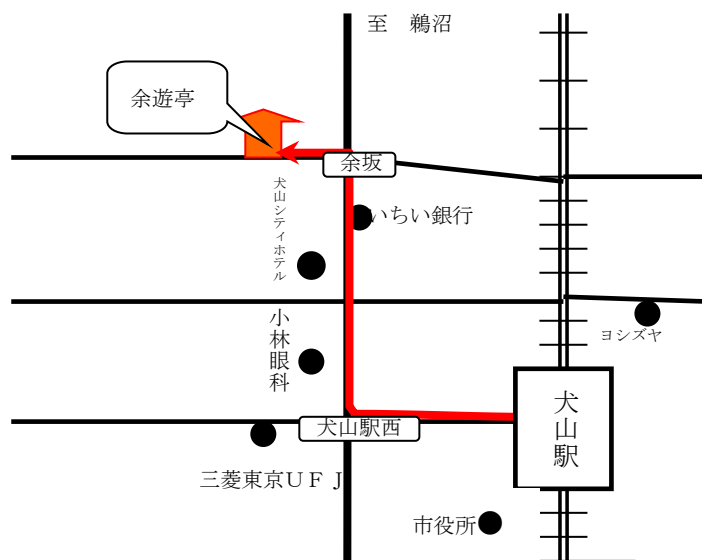 至　鵜沼
余遊亭
余坂
犬山シティホテル
いちい銀行
小林眼科
ヨシズヤ
犬山駅
犬山駅西
三菱東京ＵＦＪ
市役所